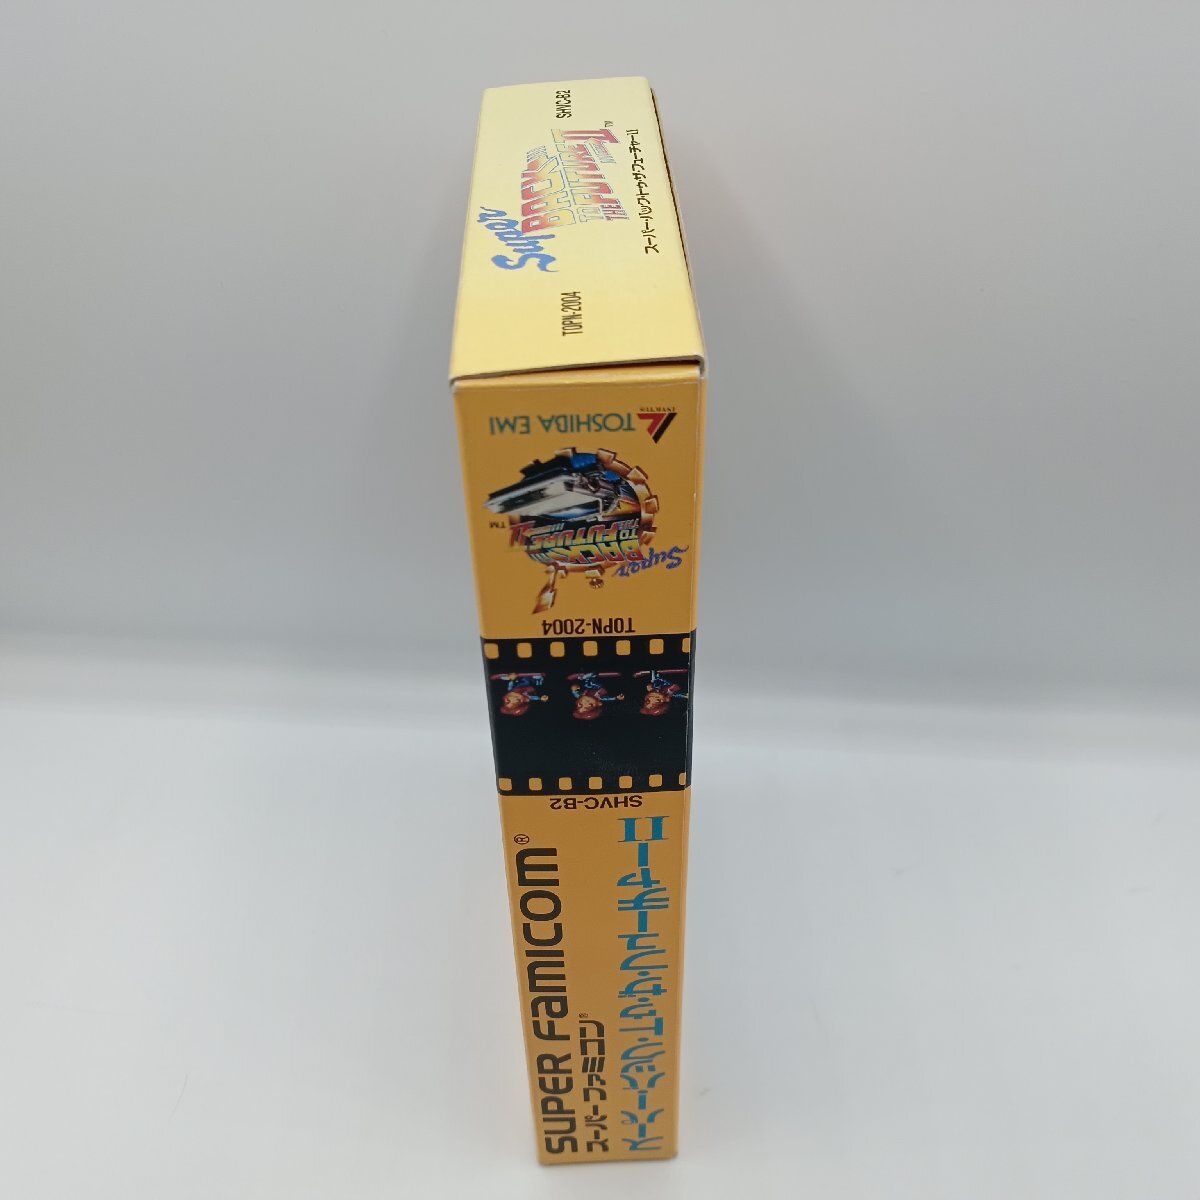 SHVC-B2
Super
BACK
TO THE
FUTURE II
™
スーパー・バック・トゥ・ザ・フューチャーII
TOPN-2004
TOSHIBA EMI
Super
BACK
TO THE
FUTURE II
™
TOPN-2004
SHVC-B2
SUPER FAMICOM®
スーパーファミコン®
スーパー・バック・トゥ・ザ・フューチャーII